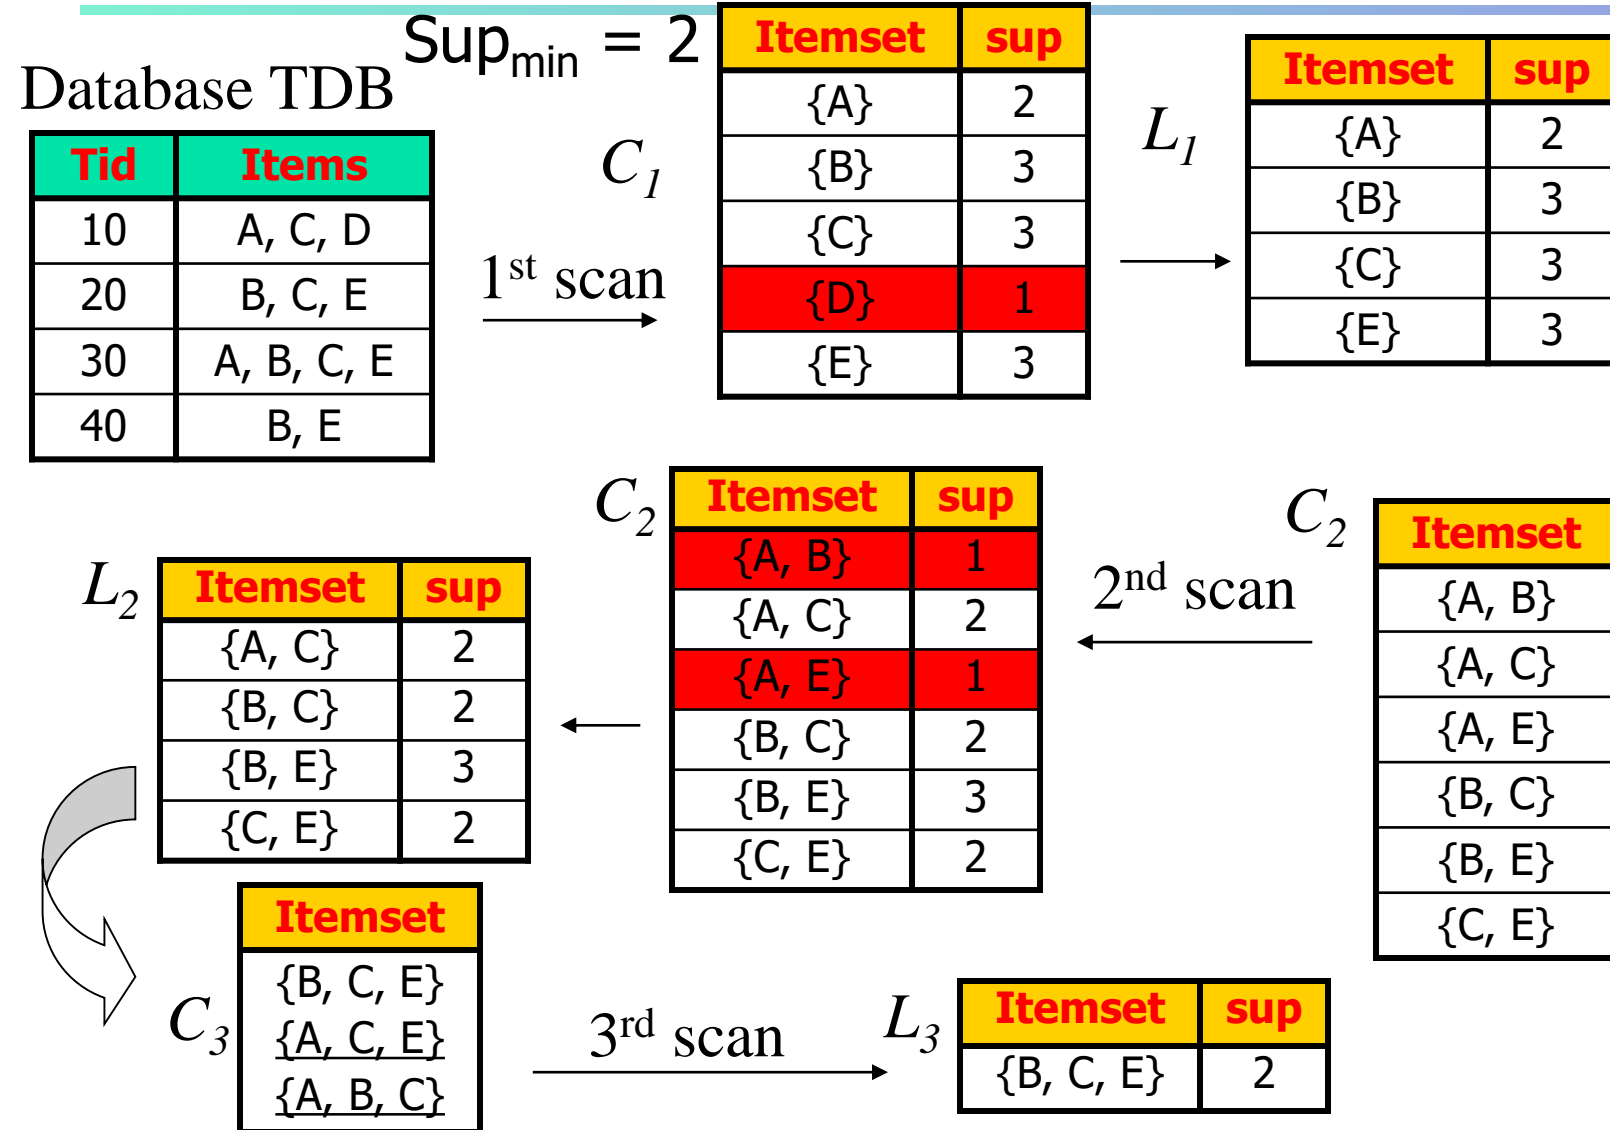 Sup_min = 2
Database TDB
Tid Items
10 A, C, D
20 B, C, E
30 A, B, C, E
40 B, E
1st scan
C1
Itemset sup
{A} 2
{B} 3
{C} 3
{D} 1
{E} 3
L1
Itemset sup
{A} 2
{B} 3
{C} 3
{E} 3
C2
Itemset
{A, B}
{A, C}
{A, E}
{B, C}
{B, E}
{C, E}
2nd scan
C2
Itemset sup
{A, B} 1
{A, C} 2
{A, E} 1
{B, C} 2
{B, E} 3
{C, E} 2
L2
Itemset sup
{A, C} 2
{B, C} 2
{B, E} 3
{C, E} 2
C3
Itemset
{B, C, E}
{A, C, E}
{A, B, C}
3rd scan
L3
Itemset sup
{B, C, E} 2